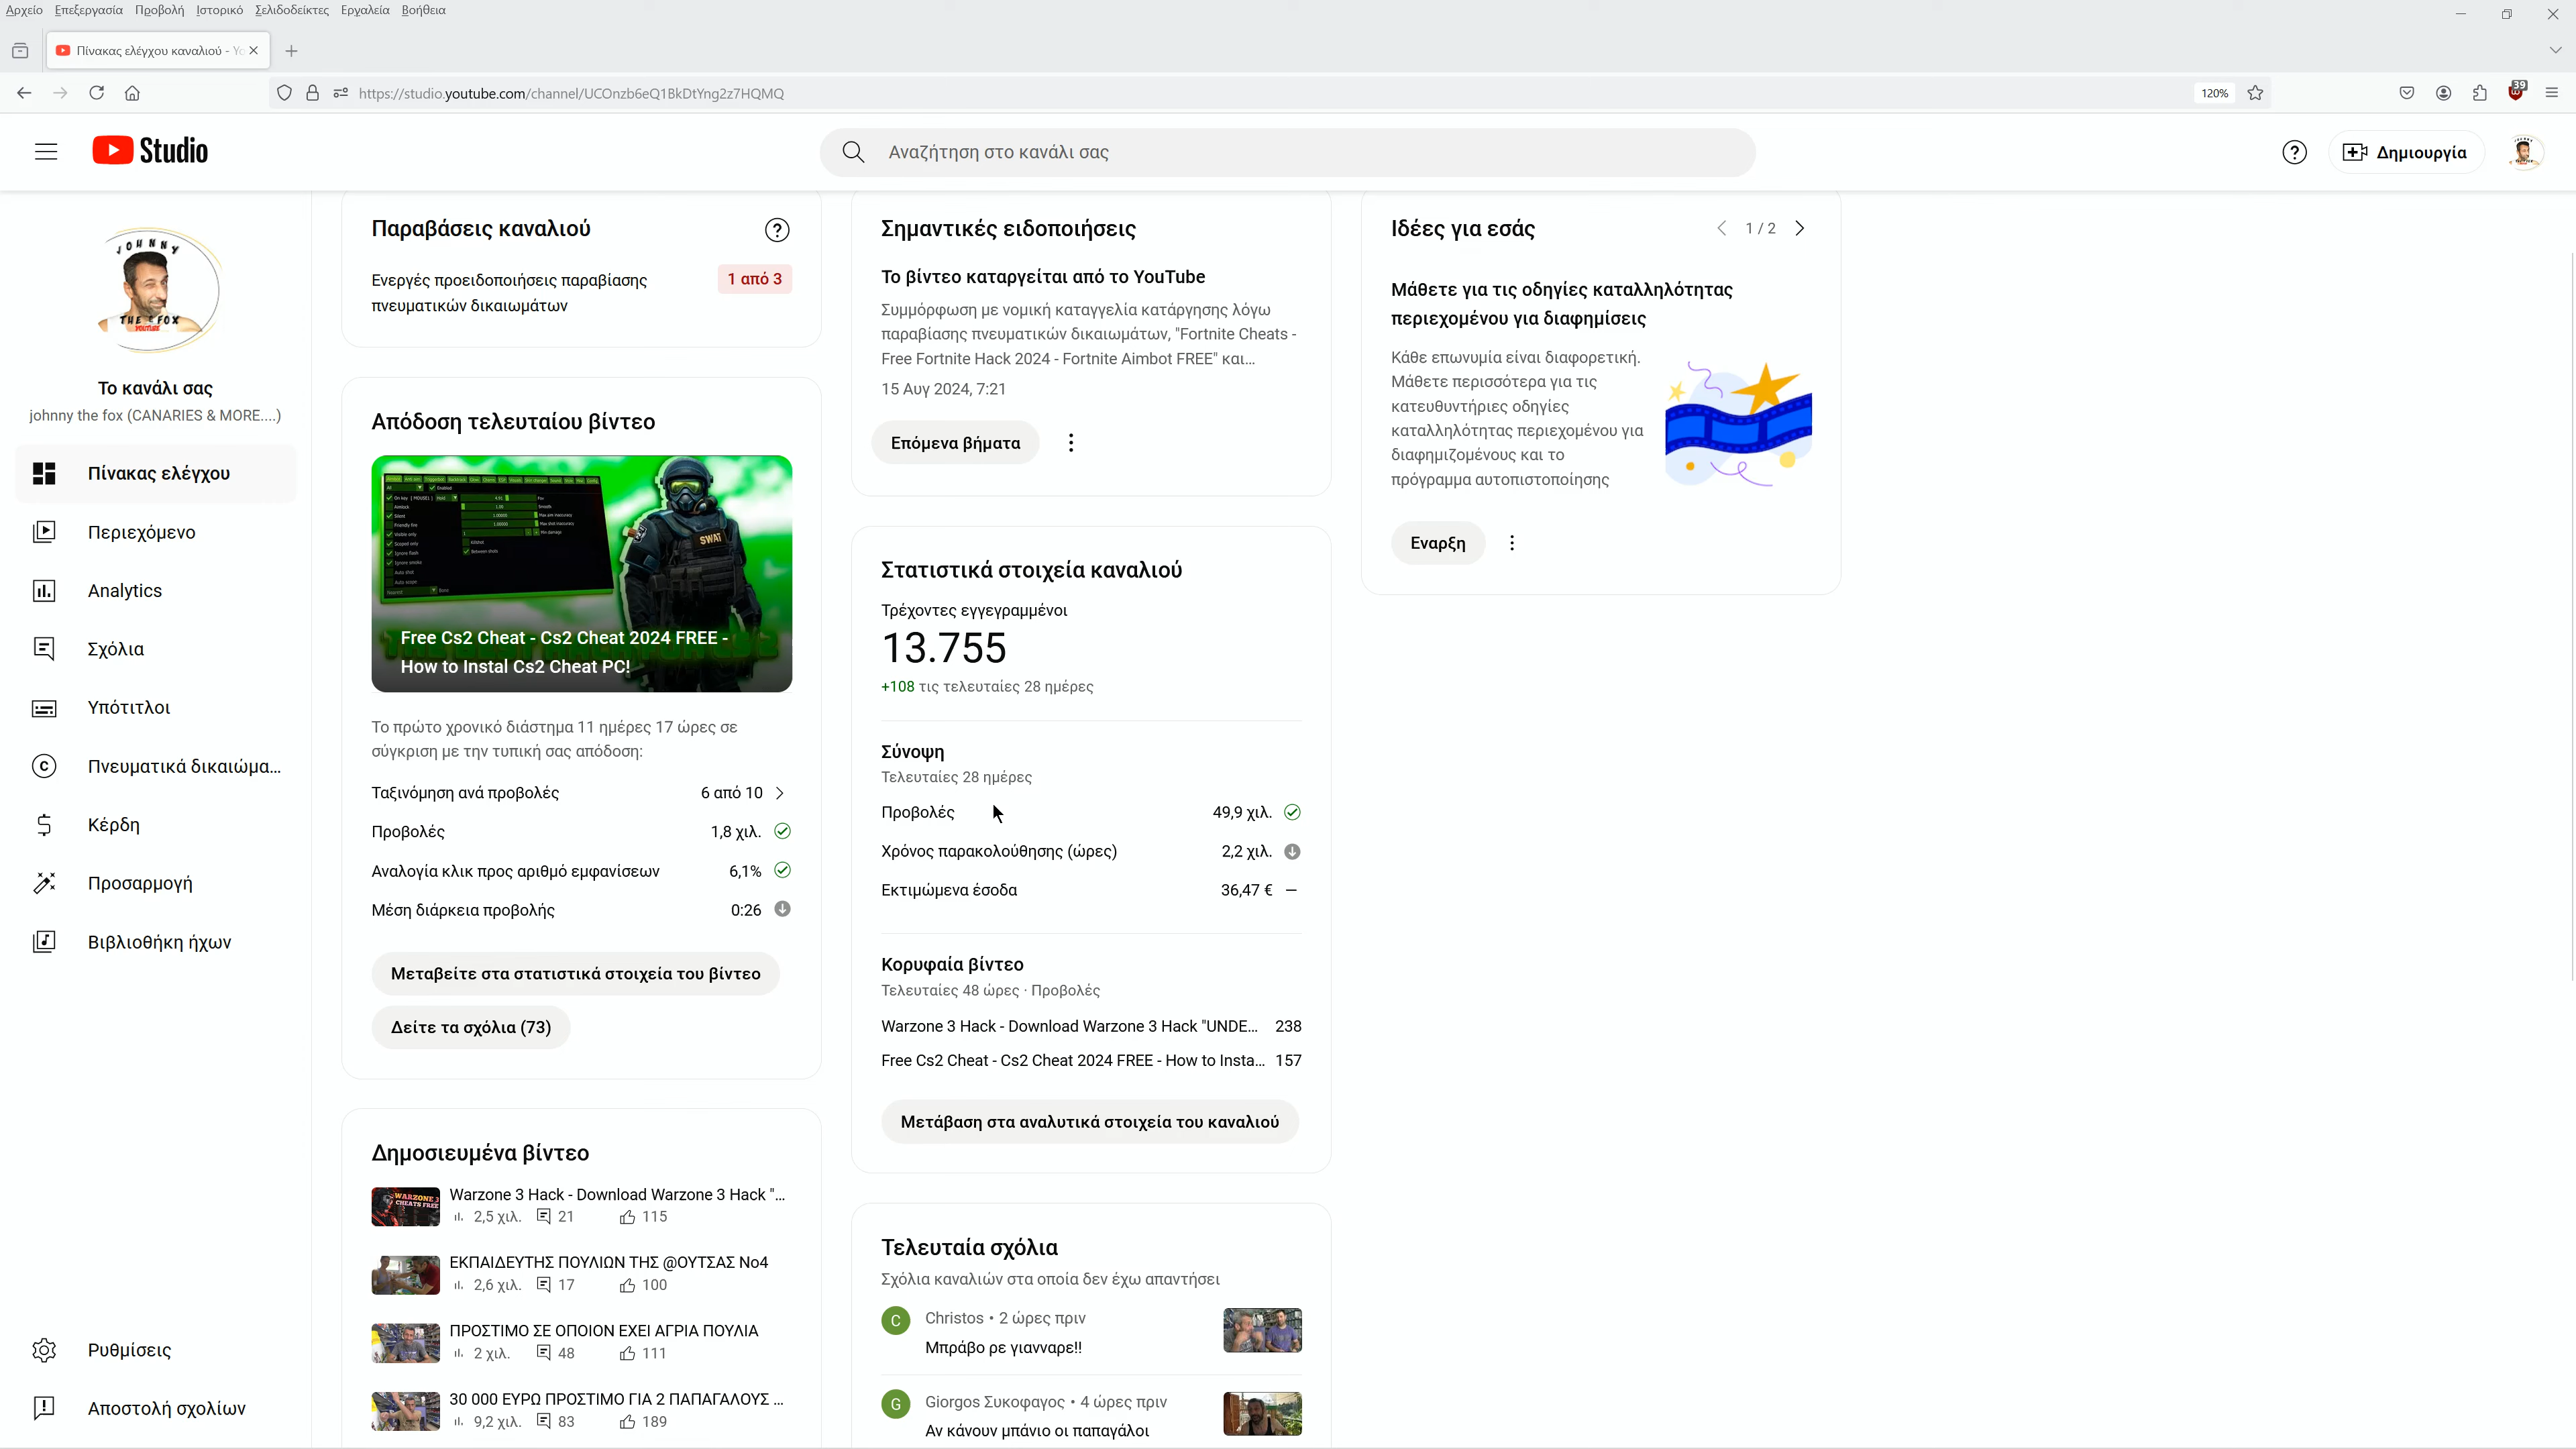 Αρχείο Επεξεργασία Προβολή Ιστορικό Σελιδοδείκτες Εργαλεία Βοήθεια
Πίνακας ελέγχου καναλιού - Yo
https://studio.youtube.com/channel/UCOnzb6eQ1BkDtYng2z7HQMQ
120%
39
Studio
Αναζήτηση στο κανάλι σας
Δημιουργία
JOHNNY
THE FOX
YOUTUBE
Το κανάλι σας
johnny the fox (CANARIES & MORE....)
Πίνακας ελέγχου
Περιεχόμενο
Analytics
Σχόλια
Υπότιτλοι
Πνευματικά δικαιώμα...
Κέρδη
Προσαρμογή
Βιβλιοθήκη ήχων
Ρυθμίσεις
Αποστολή σχολίων
Παραβάσεις καναλιού
Ενεργές προειδοποιήσεις παραβίασης
πνευματικών δικαιωμάτων
1 από 3
Απόδοση τελευταίου βίντεο
SWAT
Free Cs2 Cheat - Cs2 Cheat 2024 FREE -
How to Instal Cs2 Cheat PC!
Το πρώτο χρονικό διάστημα 11 ημέρες 17 ώρες σε
σύγκριση με την τυπική σας απόδοση:
Ταξινόμηση ανά προβολές 6 από 10
Προβολές 1,8 χιλ.
Αναλογία κλικ προς αριθμό εμφανίσεων 6,1%
Μέση διάρκεια προβολής 0:26
Μεταβείτε στα στατιστικά στοιχεία του βίντεο
Δείτε τα σχόλια (73)
Δημοσιευμένα βίντεο
WARZONE 3
CHEATS FREE
Warzone 3 Hack - Download Warzone 3 Hack "...
2,5 χιλ. 21 115
ΕΚΠΑΙΔΕΥΤΗΣ ΠΟΥΛΙΩΝ ΤΗΣ @ΟΥΤΣΑΣ Νο4
2,6 χιλ. 17 100
ΠΡΟΣΤΙΜΟ ΣΕ ΟΠΟΙΟΝ ΕΧΕΙ ΑΓΡΙΑ ΠΟΥΛΙΑ
2 χιλ. 48 111
30 000 ΕΥΡΩ ΠΡΟΣΤΙΜΟ ΓΙΑ 2 ΠΑΠΑΓΑΛΟΥΣ ...
9,2 χιλ. 83 189
Σημαντικές ειδοποιήσεις
Το βίντεο καταργείται από το YouTube
Συμμόρφωση με νομική καταγγελία κατάργησης λόγω
παραβίασης πνευματικών δικαιωμάτων, "Fortnite Cheats -
Free Fortnite Hack 2024 - Fortnite Aimbot FREE" και...
15 Αυγ 2024, 7:21
Επόμενα βήματα
Στατιστικά στοιχεία καναλιού
Τρέχοντες εγγεγραμμένοι
13.755
+108 τις τελευταίες 28 ημέρες
Σύνοψη
Τελευταίες 28 ημέρες
Προβολές 49,9 χιλ.
Χρόνος παρακολούθησης (ώρες) 2,2 χιλ.
Εκτιμώμενα έσοδα 36,47 € —
Κορυφαία βίντεο
Τελευταίες 48 ώρες · Προβολές
Warzone 3 Hack - Download Warzone 3 Hack "UNDE... 238
Free Cs2 Cheat - Cs2 Cheat 2024 FREE - How to Insta... 157
Μετάβαση στα αναλυτικά στοιχεία του καναλιού
Τελευταία σχόλια
Σχόλια καναλιών στα οποία δεν έχω απαντήσει
C Christos • 2 ώρες πριν
Μπράβο ρε γιανναρε!!
G Giorgos Συκοφαγος • 4 ώρες πριν
Αν κάνουν μπάνιο οι παπαγάλοι
Ιδέες για εσάς
1 / 2
Μάθετε για τις οδηγίες καταλληλότητας
περιεχομένου για διαφημίσεις
Κάθε επωνυμία είναι διαφορετική.
Μάθετε περισσότερα για τις
κατευθυντήριες οδηγίες
καταλληλότητας περιεχομένου για
διαφημιζομένους και το
πρόγραμμα αυτοπιστοποίησης
Εναρξη